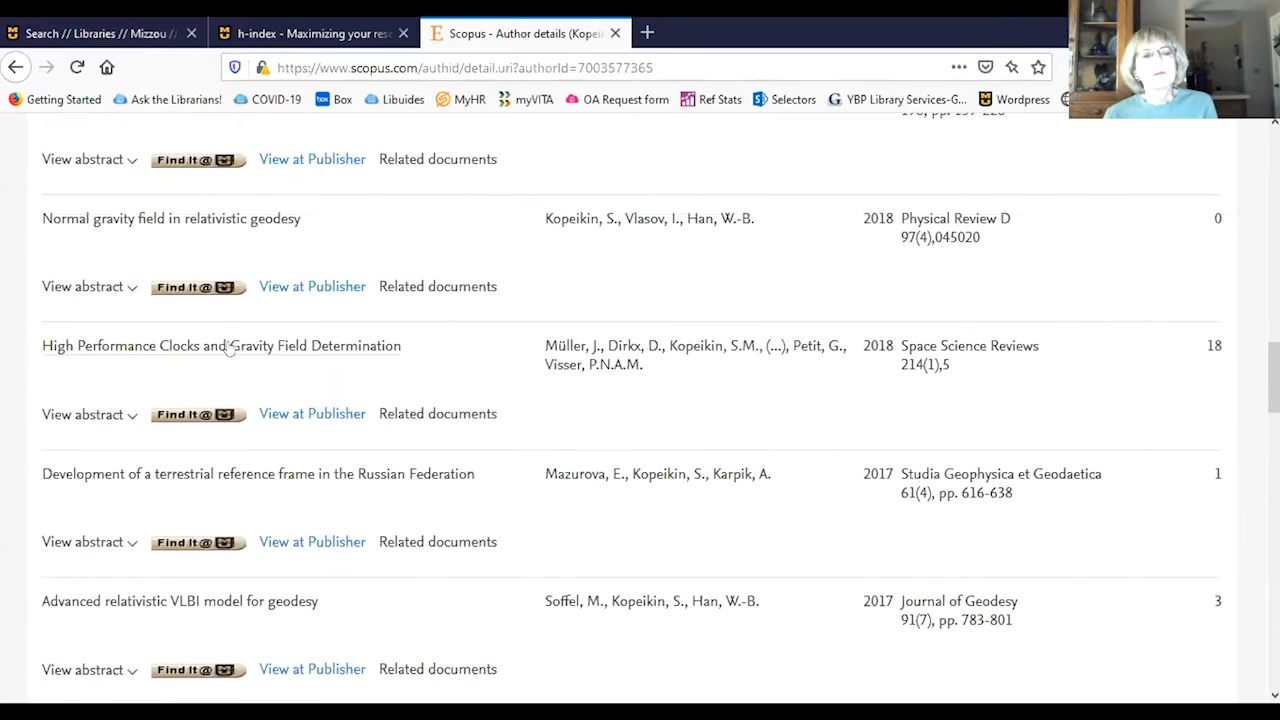 Search // Libraries // Mizzou //
h-index - Maximizing your rese
Scopus - Author details (Kopeik
https://www.scopus.com/authid/detail.uri?authorId=7003577365
Getting Started
Ask the Librarians!
COVID-19
Box
Libuides
MyHR
myVITA
OA Request form
Ref Stats
Selectors
YBP Library Services-G...
Wordpress
View abstract
Find It @
View at Publisher
Related documents
Normal gravity field in relativistic geodesy
Kopeikin, S., Vlasov, I., Han, W.-B.
2018
Physical Review D
97(4),045020
0
View abstract
Find It @
View at Publisher
Related documents
High Performance Clocks and Gravity Field Determination
Müller, J., Dirkx, D., Kopeikin, S.M., (...), Petit, G.,
Visser, P.N.A.M.
2018
Space Science Reviews
214(1),5
18
View abstract
Find It @
View at Publisher
Related documents
Development of a terrestrial reference frame in the Russian Federation
Mazurova, E., Kopeikin, S., Karpik, A.
2017
Studia Geophysica et Geodaetica
61(4), pp. 616-638
1
View abstract
Find It @
View at Publisher
Related documents
Advanced relativistic VLBI model for geodesy
Soffel, M., Kopeikin, S., Han, W.-B.
2017
Journal of Geodesy
91(7), pp. 783-801
3
View abstract
Find It @
View at Publisher
Related documents